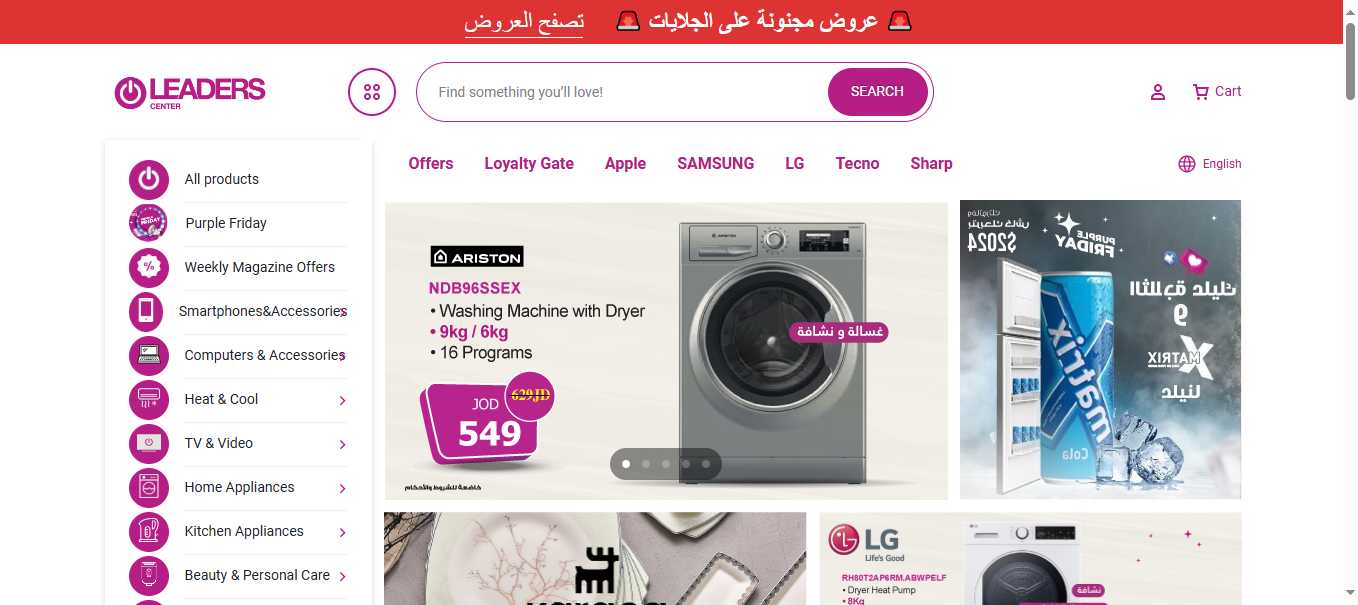 🚨 عروض مجنونة على الجلايات 🚨 تصفح العروض
LEADERS
CENTER
Find something you'll love!
SEARCH
Cart
Offers Loyalty Gate Apple SAMSUNG LG Tecno Sharp
English
All products
Purple Friday
Weekly Magazine Offers
Smartphones&Accessories
Computers & Accessories
Heat & Cool
TV & Video
Home Appliances
Kitchen Appliances
Beauty & Personal Care
ARISTON
NDB96SSEX
• Washing Machine with Dryer
• 9kg / 6kg
• 16 Programs
غسالة و نشافة
629JD
JOD
549
خاضعة للشروط والأحكام
$2024
PURPLE
FRIDAY
و
MATRIX
matrix
Cola
LG
Life's Good
RH80T2AP6RM.ABWPELF
• Dryer Heat Pump
• 8Kg
نشافة